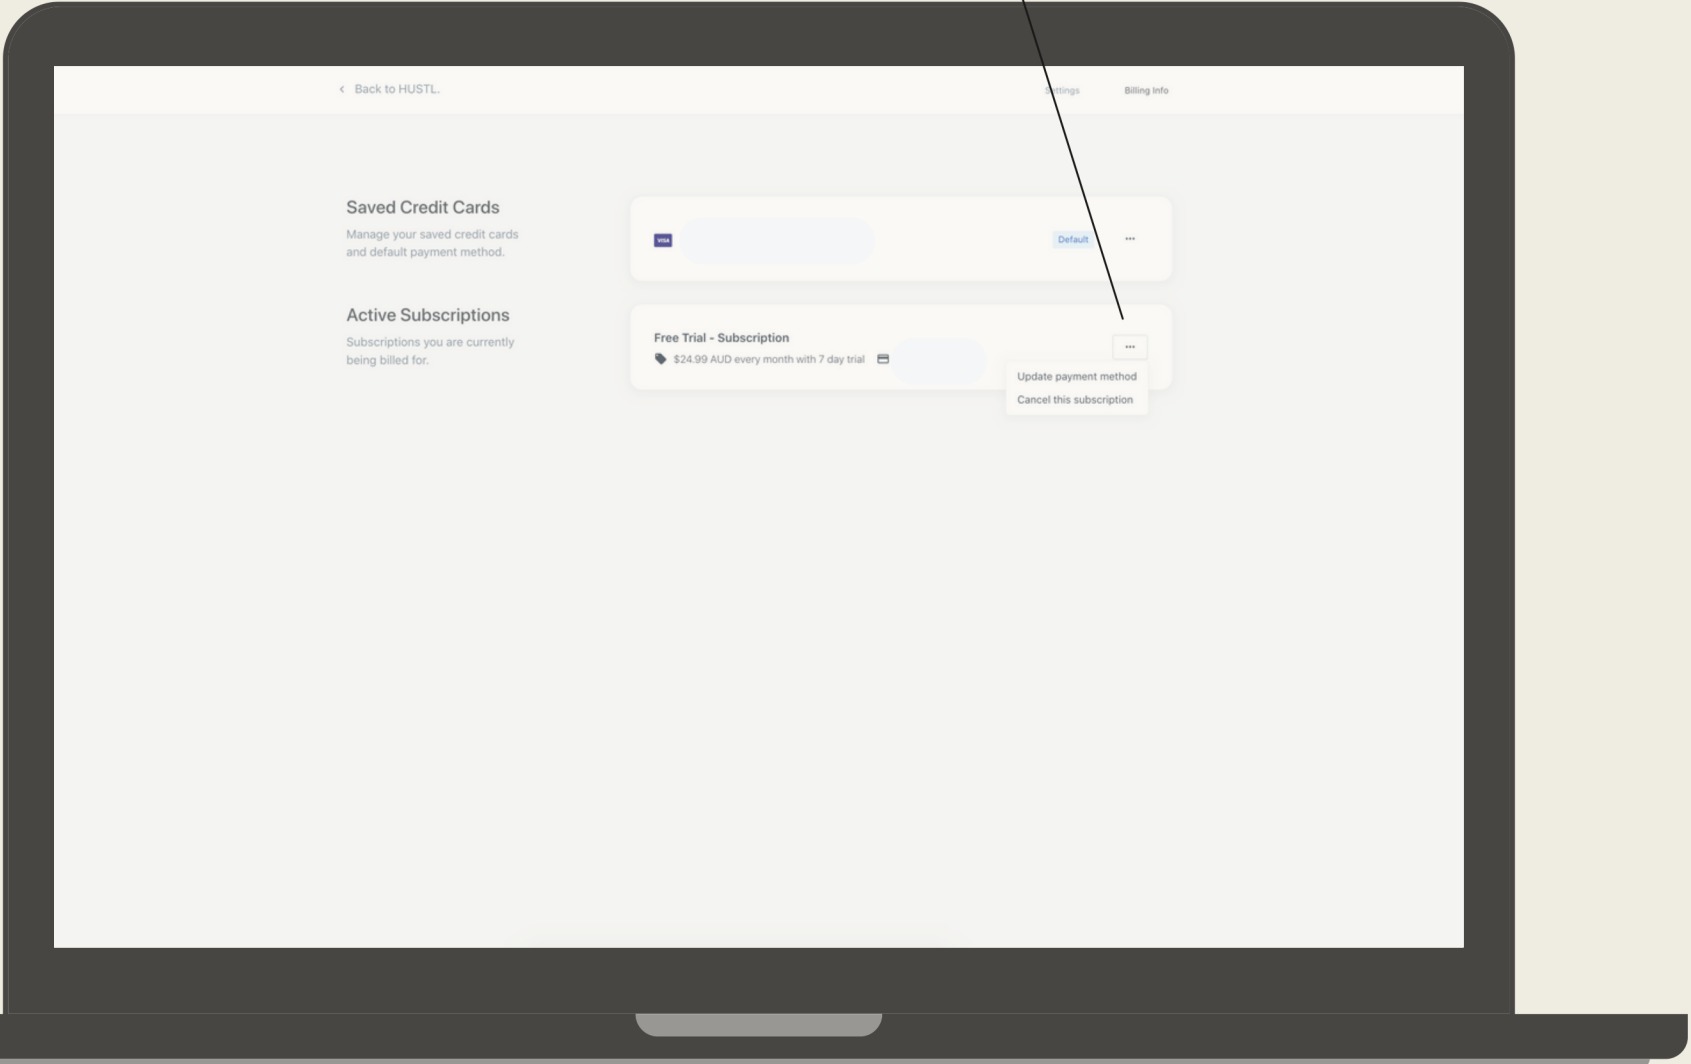 Back to HUSTL.
Settings
Billing Info
Saved Credit Cards
Manage your saved credit cards
and default payment method.
VISA
Default
Active Subscriptions
Subscriptions you are currently
being billed for.
Free Trial - Subscription
$24.99 AUD every month with 7 day trial
Update payment method
Cancel this subscription